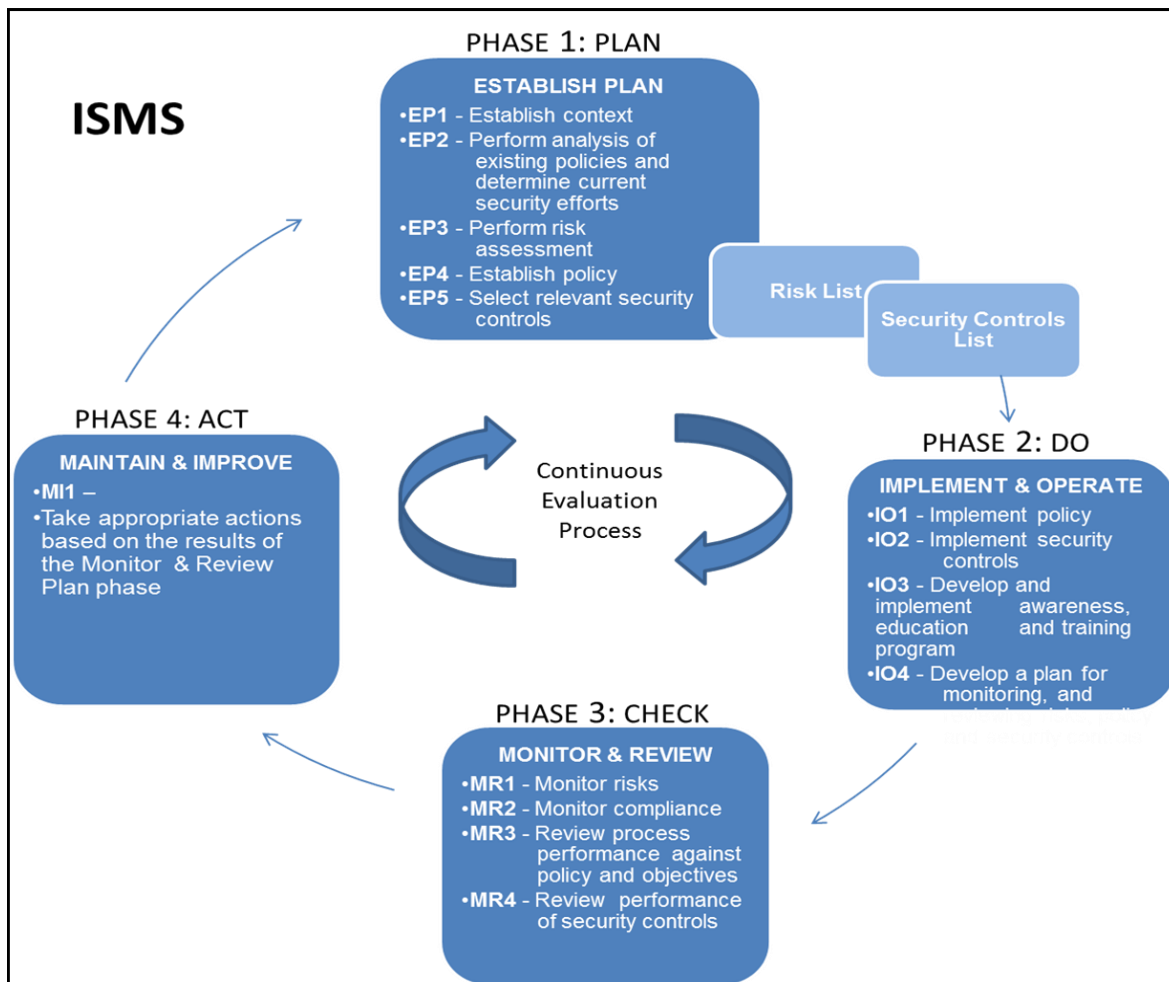 PHASE 1: PLAN
ISMS
ESTABLISH PLAN
•EP1 - Establish context
•EP2 - Perform analysis of
existing policies and
determine current
security efforts
•EP3 - Perform risk
assessment
•EP4 - Establish policy
•EP5 - Select relevant security
controls
Risk List
Security Controls
List
PHASE 2: DO
IMPLEMENT & OPERATE
•IO1 - Implement policy
•IO2 - Implement security
controls
•IO3 - Develop and
implement awareness,
education and training
program
•IO4 - Develop a plan for
monitoring, and
PHASE 3: CHECK
MONITOR & REVIEW
•MR1 - Monitor risks
•MR2 - Monitor compliance
•MR3 - Review process
performance against
policy and objectives
•MR4 - Review performance
of security controls
PHASE 4: ACT
MAINTAIN & IMPROVE
•MI1 –
•Take appropriate actions
based on the results of
the Monitor & Review
Plan phase
Continuous
Evaluation
Process